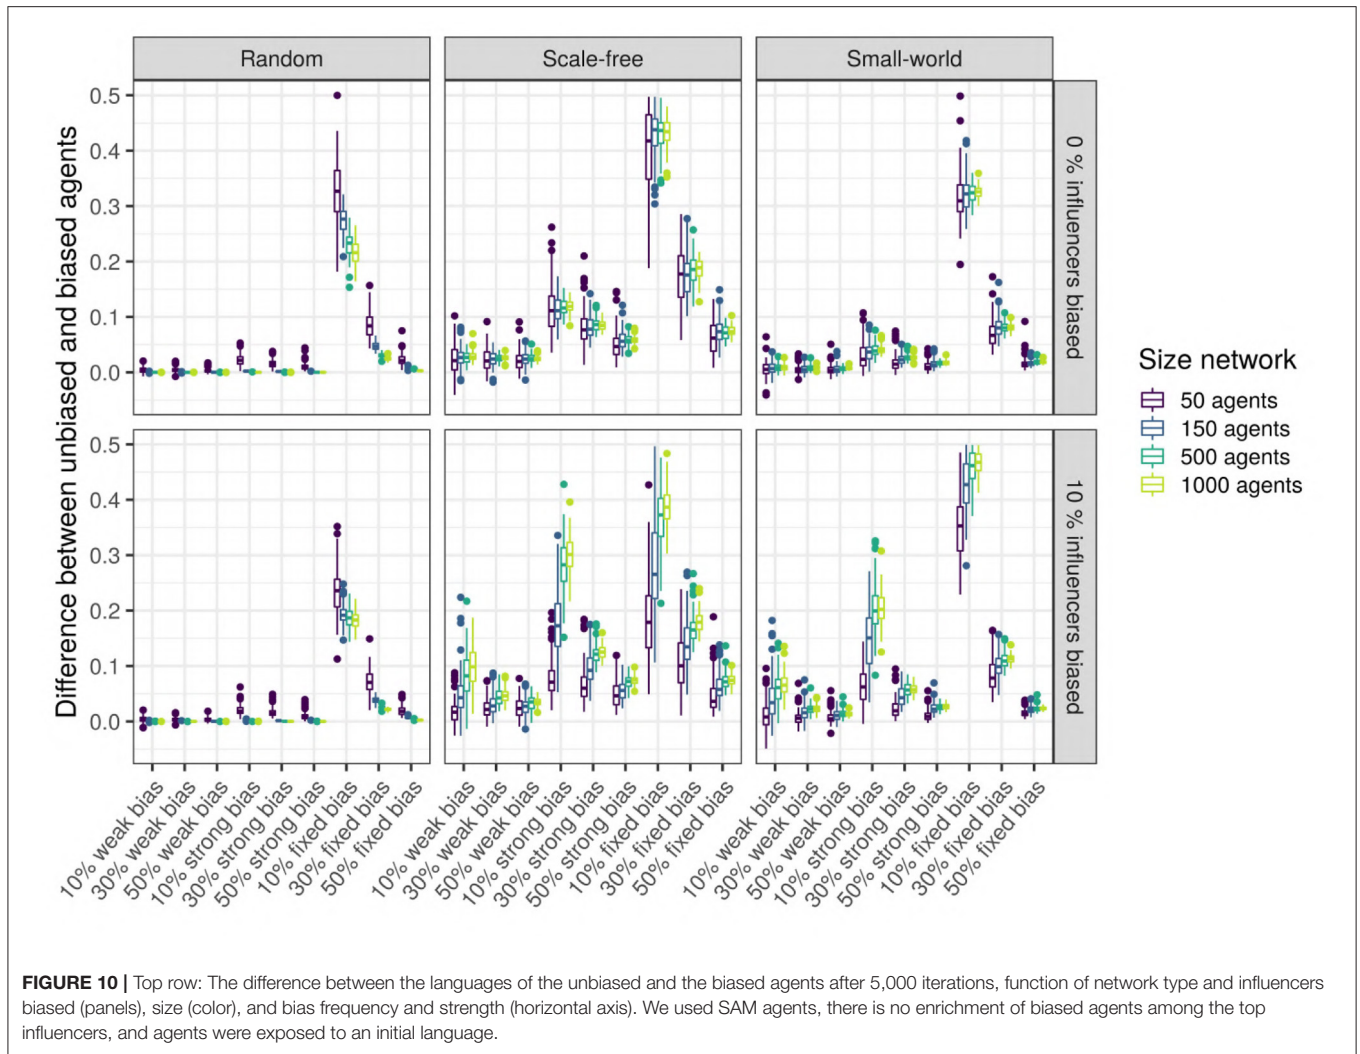 Random
Scale-free
Small-world
Difference between unbiased and biased agents
0.5
0.4
0.3
0.2
0.1
0.0
0 % influencers biased
0.5
0.4
0.3
0.2
0.1
0.0
10 % influencers biased
10% weak bias
30% weak bias
50% weak bias
10% strong bias
30% strong bias
50% strong bias
10% fixed bias
30% fixed bias
50% fixed bias
10% weak bias
30% weak bias
50% weak bias
10% strong bias
30% strong bias
50% strong bias
10% fixed bias
30% fixed bias
50% fixed bias
10% weak bias
30% weak bias
50% weak bias
10% strong bias
30% strong bias
50% strong bias
10% fixed bias
30% fixed bias
50% fixed bias
Size network
50 agents
150 agents
500 agents
1000 agents
FIGURE 10 | Top row: The difference between the languages of the unbiased and the biased agents after 5,000 iterations, function of network type and influencers
biased (panels), size (color), and bias frequency and strength (horizontal axis). We used SAM agents, there is no enrichment of biased agents among the top
influencers, and agents were exposed to an initial language.